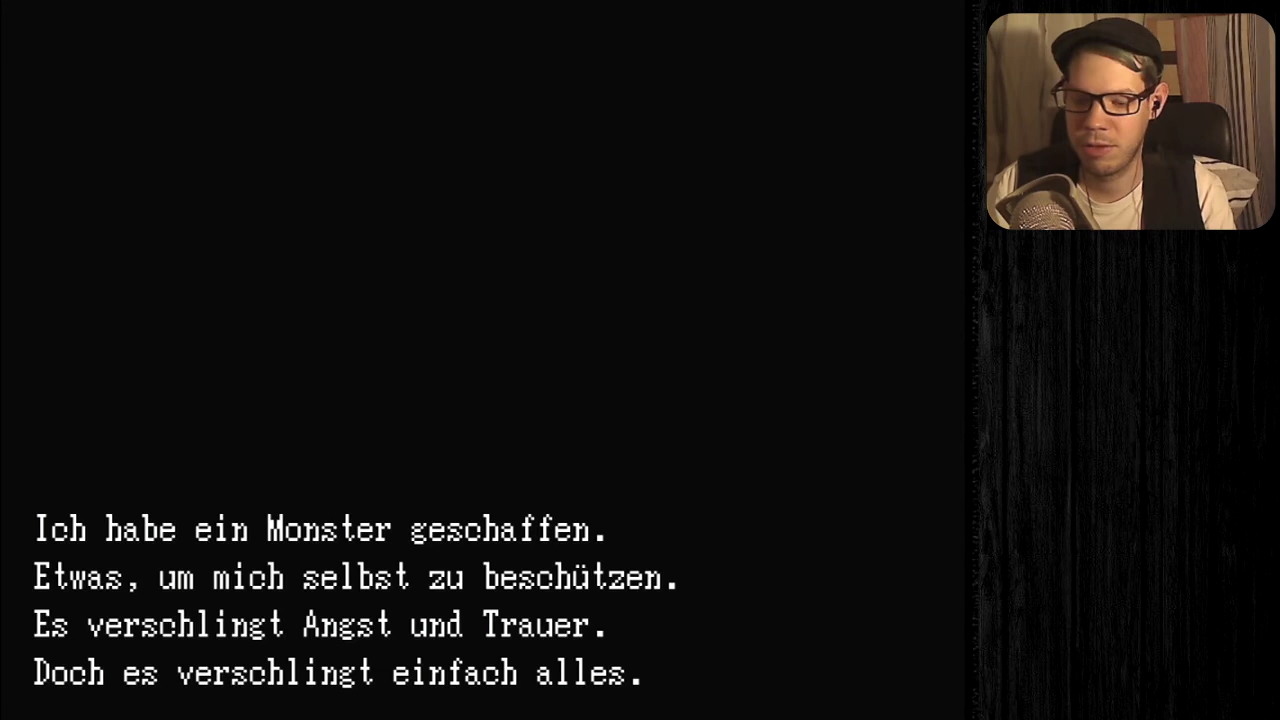 Ich habe ein Monster geschaffen.
Etwas, um mich selbst zu beschützen.
Es verschlingt Angst und Trauer.
Doch es verschlingt einfach alles.